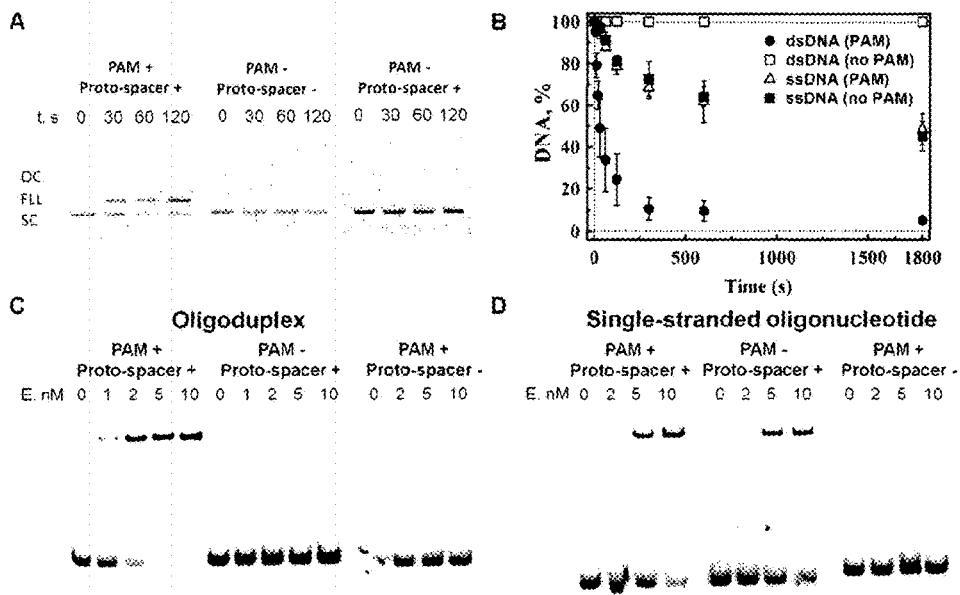 A
PAM + PAM - PAM -
Proto-spacer + Proto-spacer - Proto-spacer +
t, s 0 30 60 120 0 30 60 120 0 30 60 120
OC
FLL
SC
B
DNA, %
100
80
60
40
20
0
dsDNA (PAM)
dsDNA (no PAM)
ssDNA (PAM)
ssDNA (no PAM)
0 500 1000 1500 1800
Time (s)
C
Oligoduplex
PAM + PAM - PAM +
Proto-spacer + Proto-spacer + Proto-spacer -
E, nM 0 1 2 5 10 0 1 2 5 10 0 1 2 5 10
D
Single-stranded oligonucleotide
PAM + PAM - PAM +
Proto-spacer + Proto-spacer + Proto-spacer -
E, nM 0 2 5 10 0 2 5 10 0 2 5 10